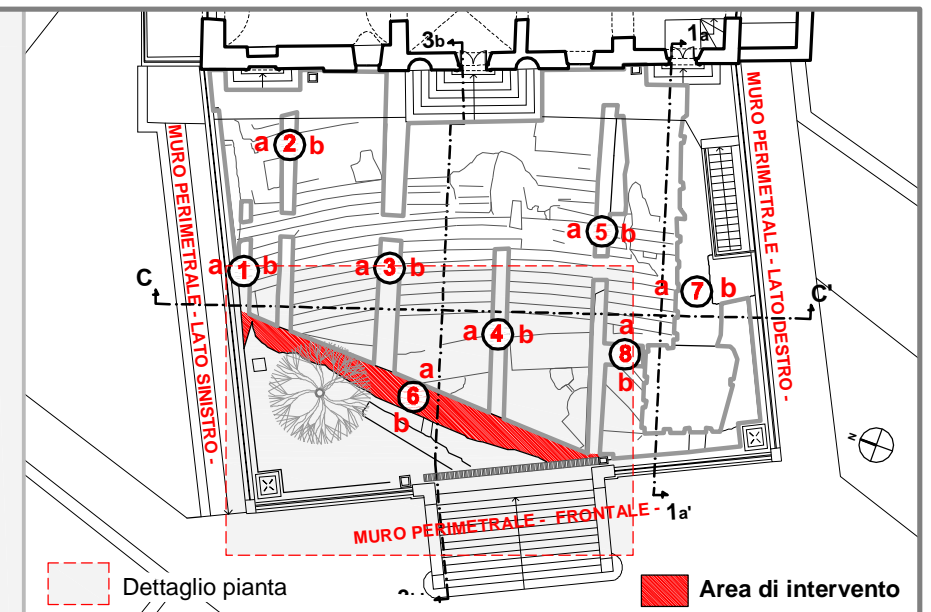 3b
1a
a 2 b
MURO PERIMETRALE - LATO SINISTRO -
MURO PERIMETRALE - LATO DESTRO -
a 5 b
a 1 b
a 3 b
C
C'
a 7 b
a 4 b
a 8 b
a 6 b
N
1a'
MURO PERIMETRALE - FRONTALE -
Dettaglio pianta
Area di intervento